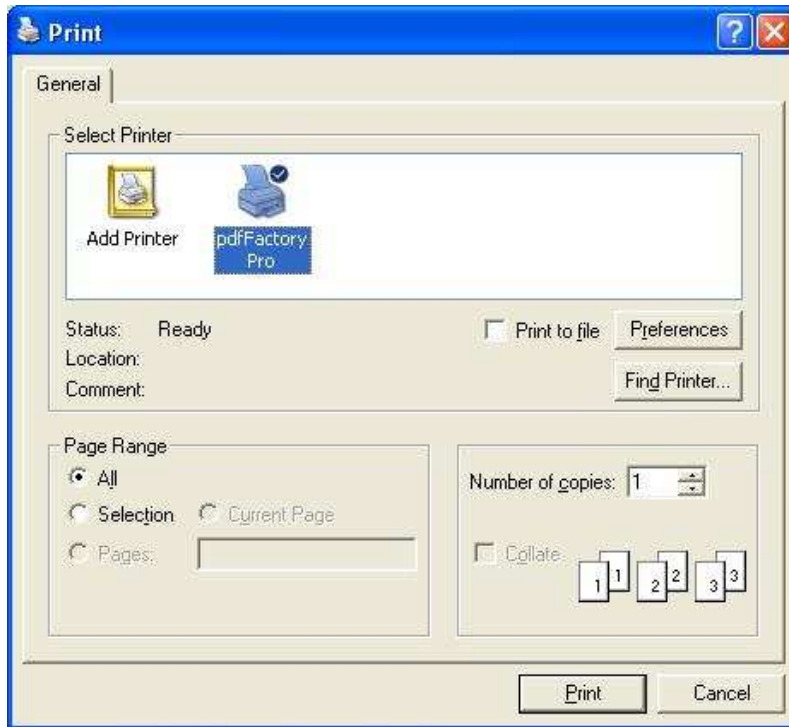 Print
General
Select Printer
Add Printer
pdfFactory
Pro
Status: Ready
Print to file
Preferences
Location:
Find Printer...
Comment:
Page Range
All
Selection
Current Page
Pages:
Number of copies: 1
Collate
1 1 2 2 3 3
Print
Cancel